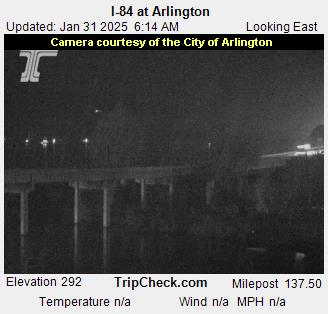 I-84 at Arlington
Updated: Jan 31 2025 6:14 AM Looking East
Camera courtesy of the City of Arlington
Elevation 292 TripCheck.com Milepost 137.50
Temperature n/a Wind n/a MPH n/a